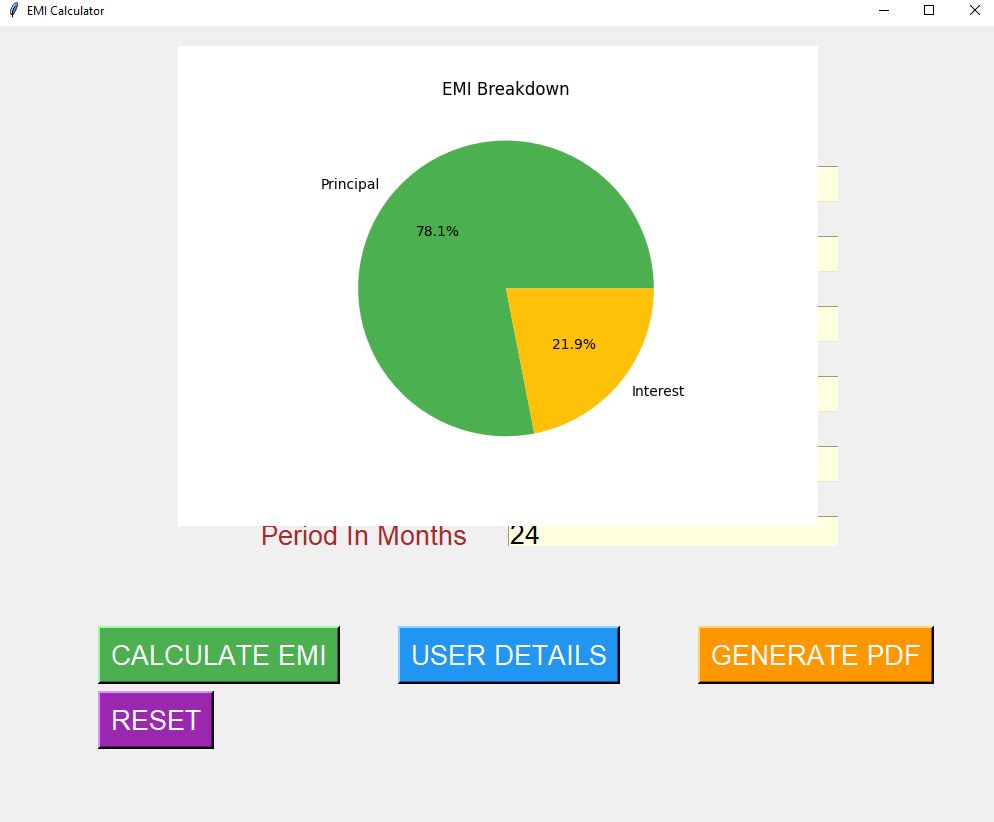 EMI Calculator
EMI Breakdown
Principal
78.1%
21.9%
Interest
Period In Months 24
CALCULATE EMI USER DETAILS GENERATE PDF
RESET